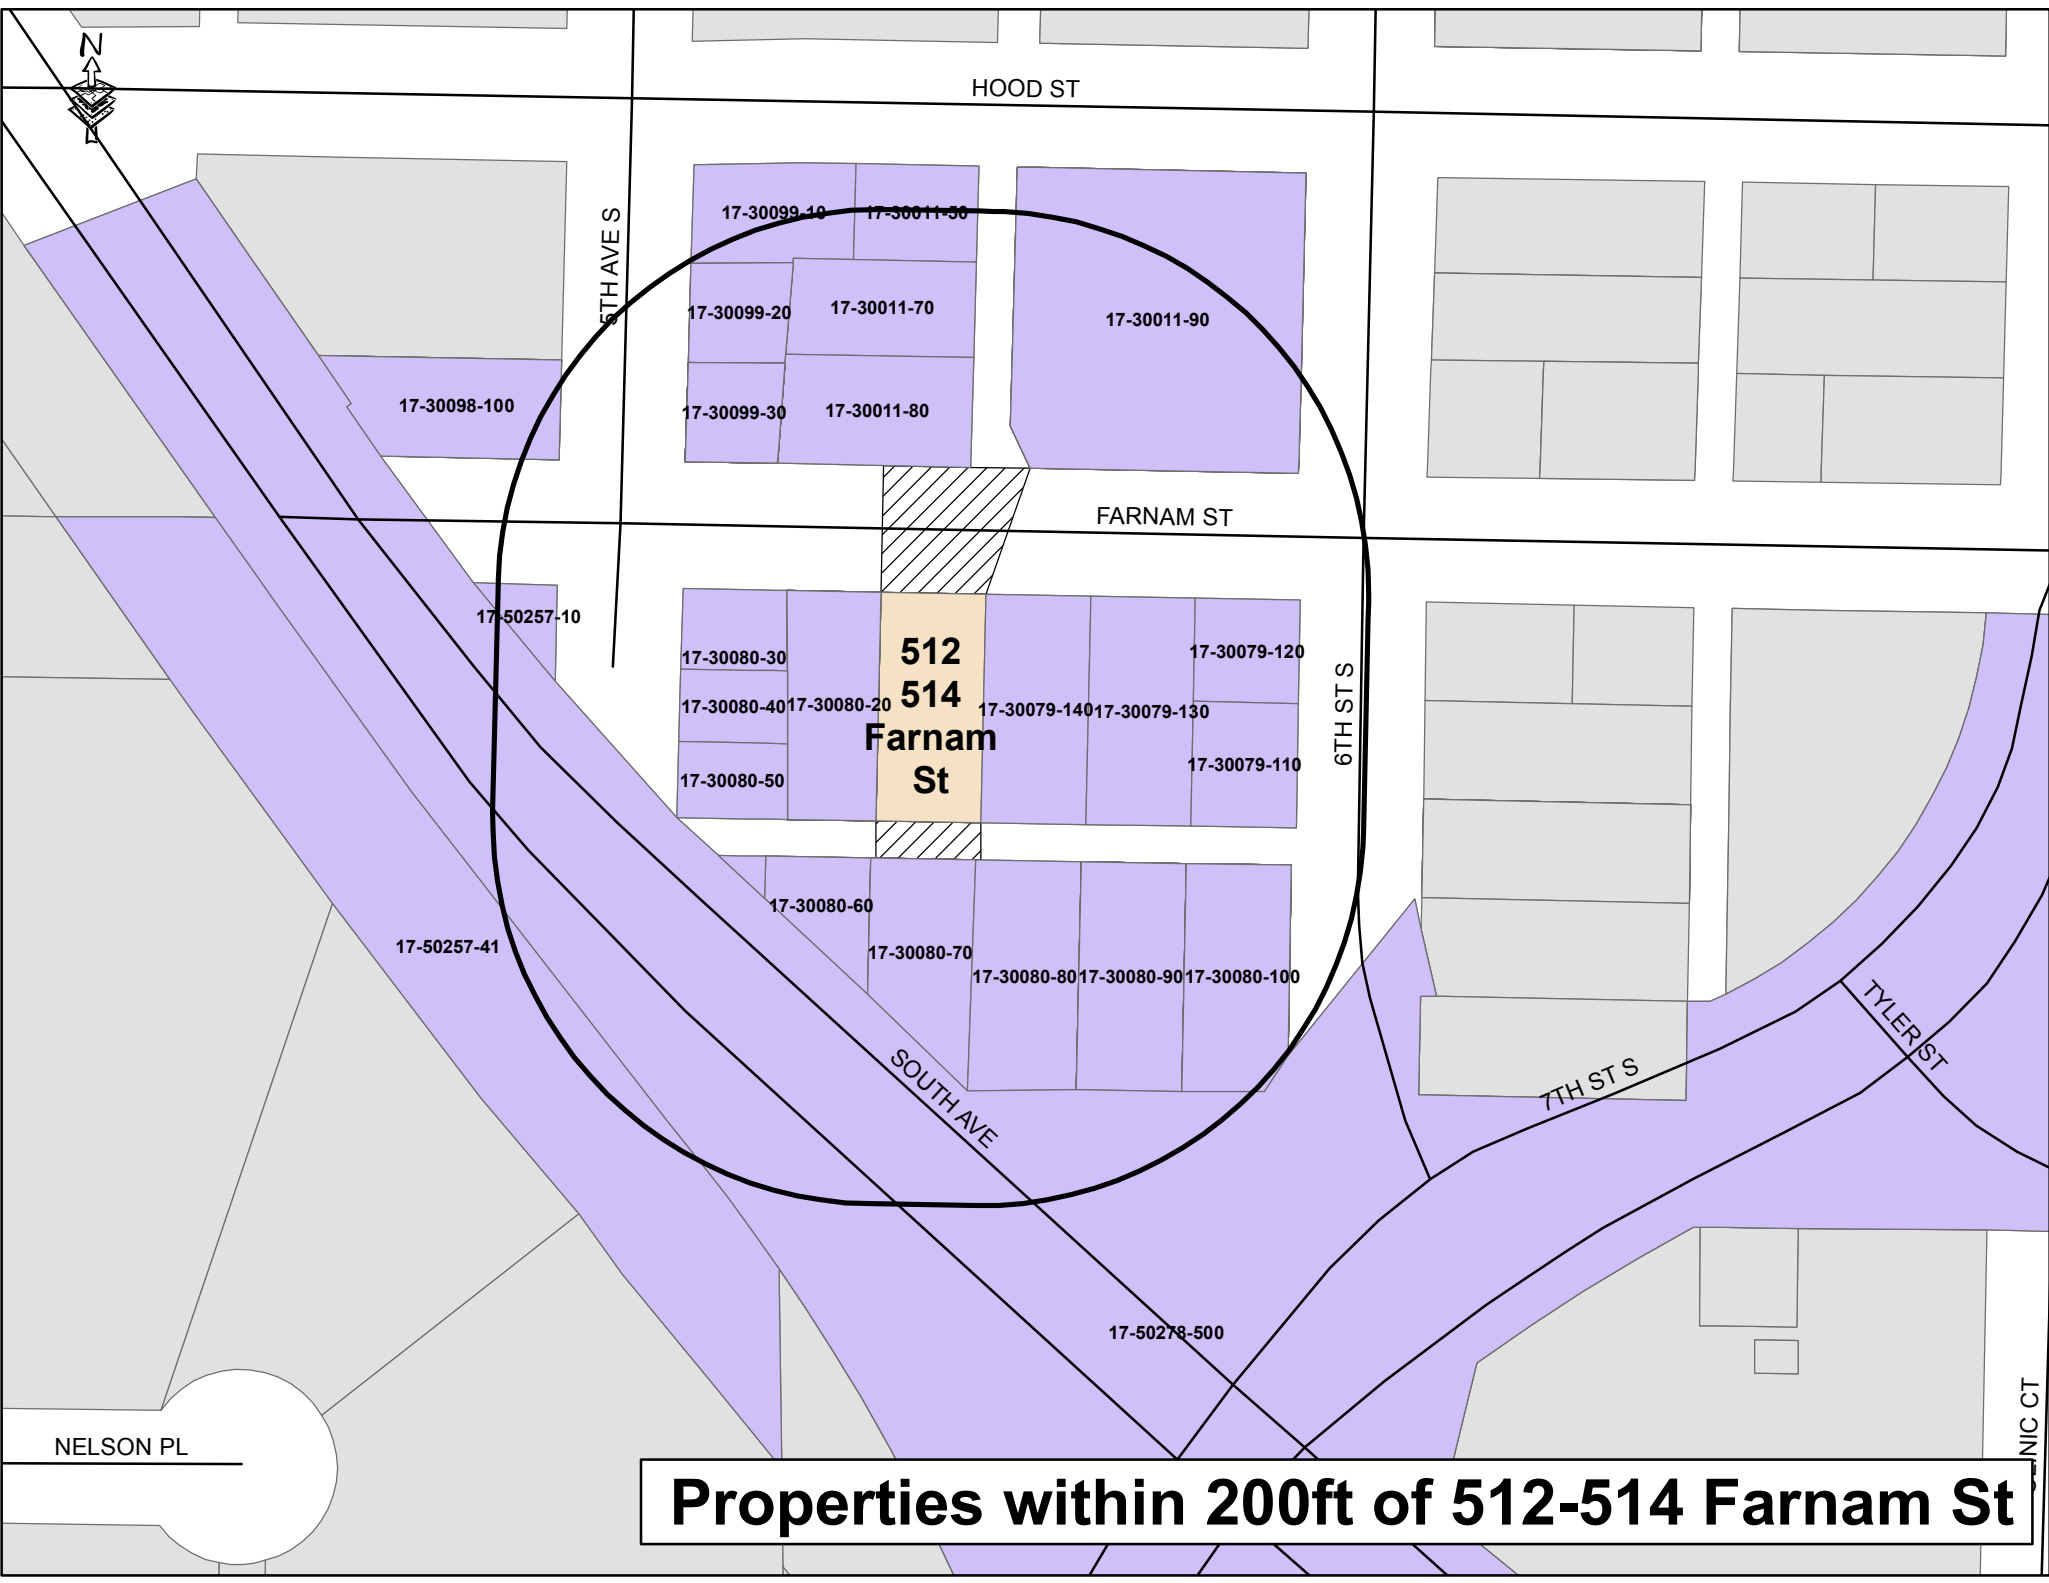 N
HOOD ST
5TH AVE S
17-30099-10
17-30011-50
17-30099-20
17-30011-70
17-30011-90
17-30098-100
17-30099-30
17-30011-80
FARNAM ST
17-50257-10
17-30080-30
512
514
Farnam
St
17-30079-120
17-30080-40
17-30080-20
17-30079-140
17-30079-130
6TH ST S
17-30080-50
17-30079-110
17-30080-60
17-50257-41
17-30080-70
17-30080-80
17-30080-90
17-30080-100
SOUTH AVE
7TH ST S
TYLER ST
17-50278-500
NELSON PL
NIC CT
Properties within 200ft of 512-514 Farnam St